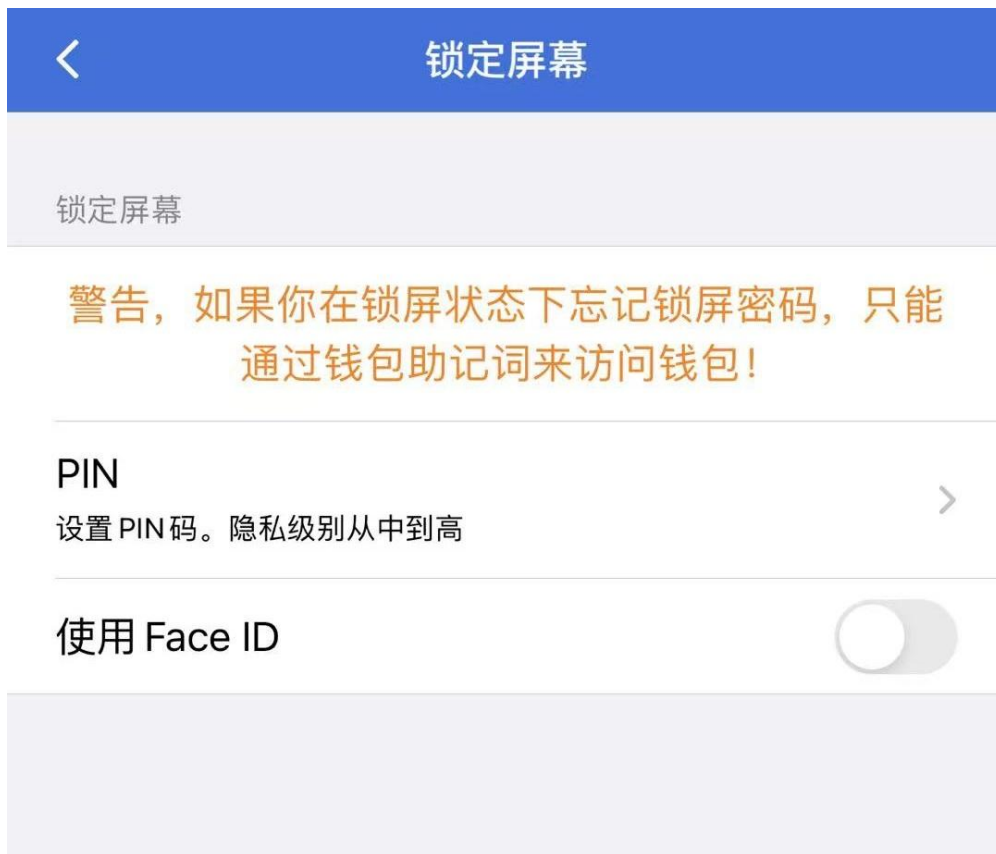 锁定屏幕
锁定屏幕
警告，如果你在锁屏状态下忘记锁屏密码，只能
通过钱包助记词来访问钱包！
PIN
设置 PIN 码。隐私级别从中到高
使用 Face ID